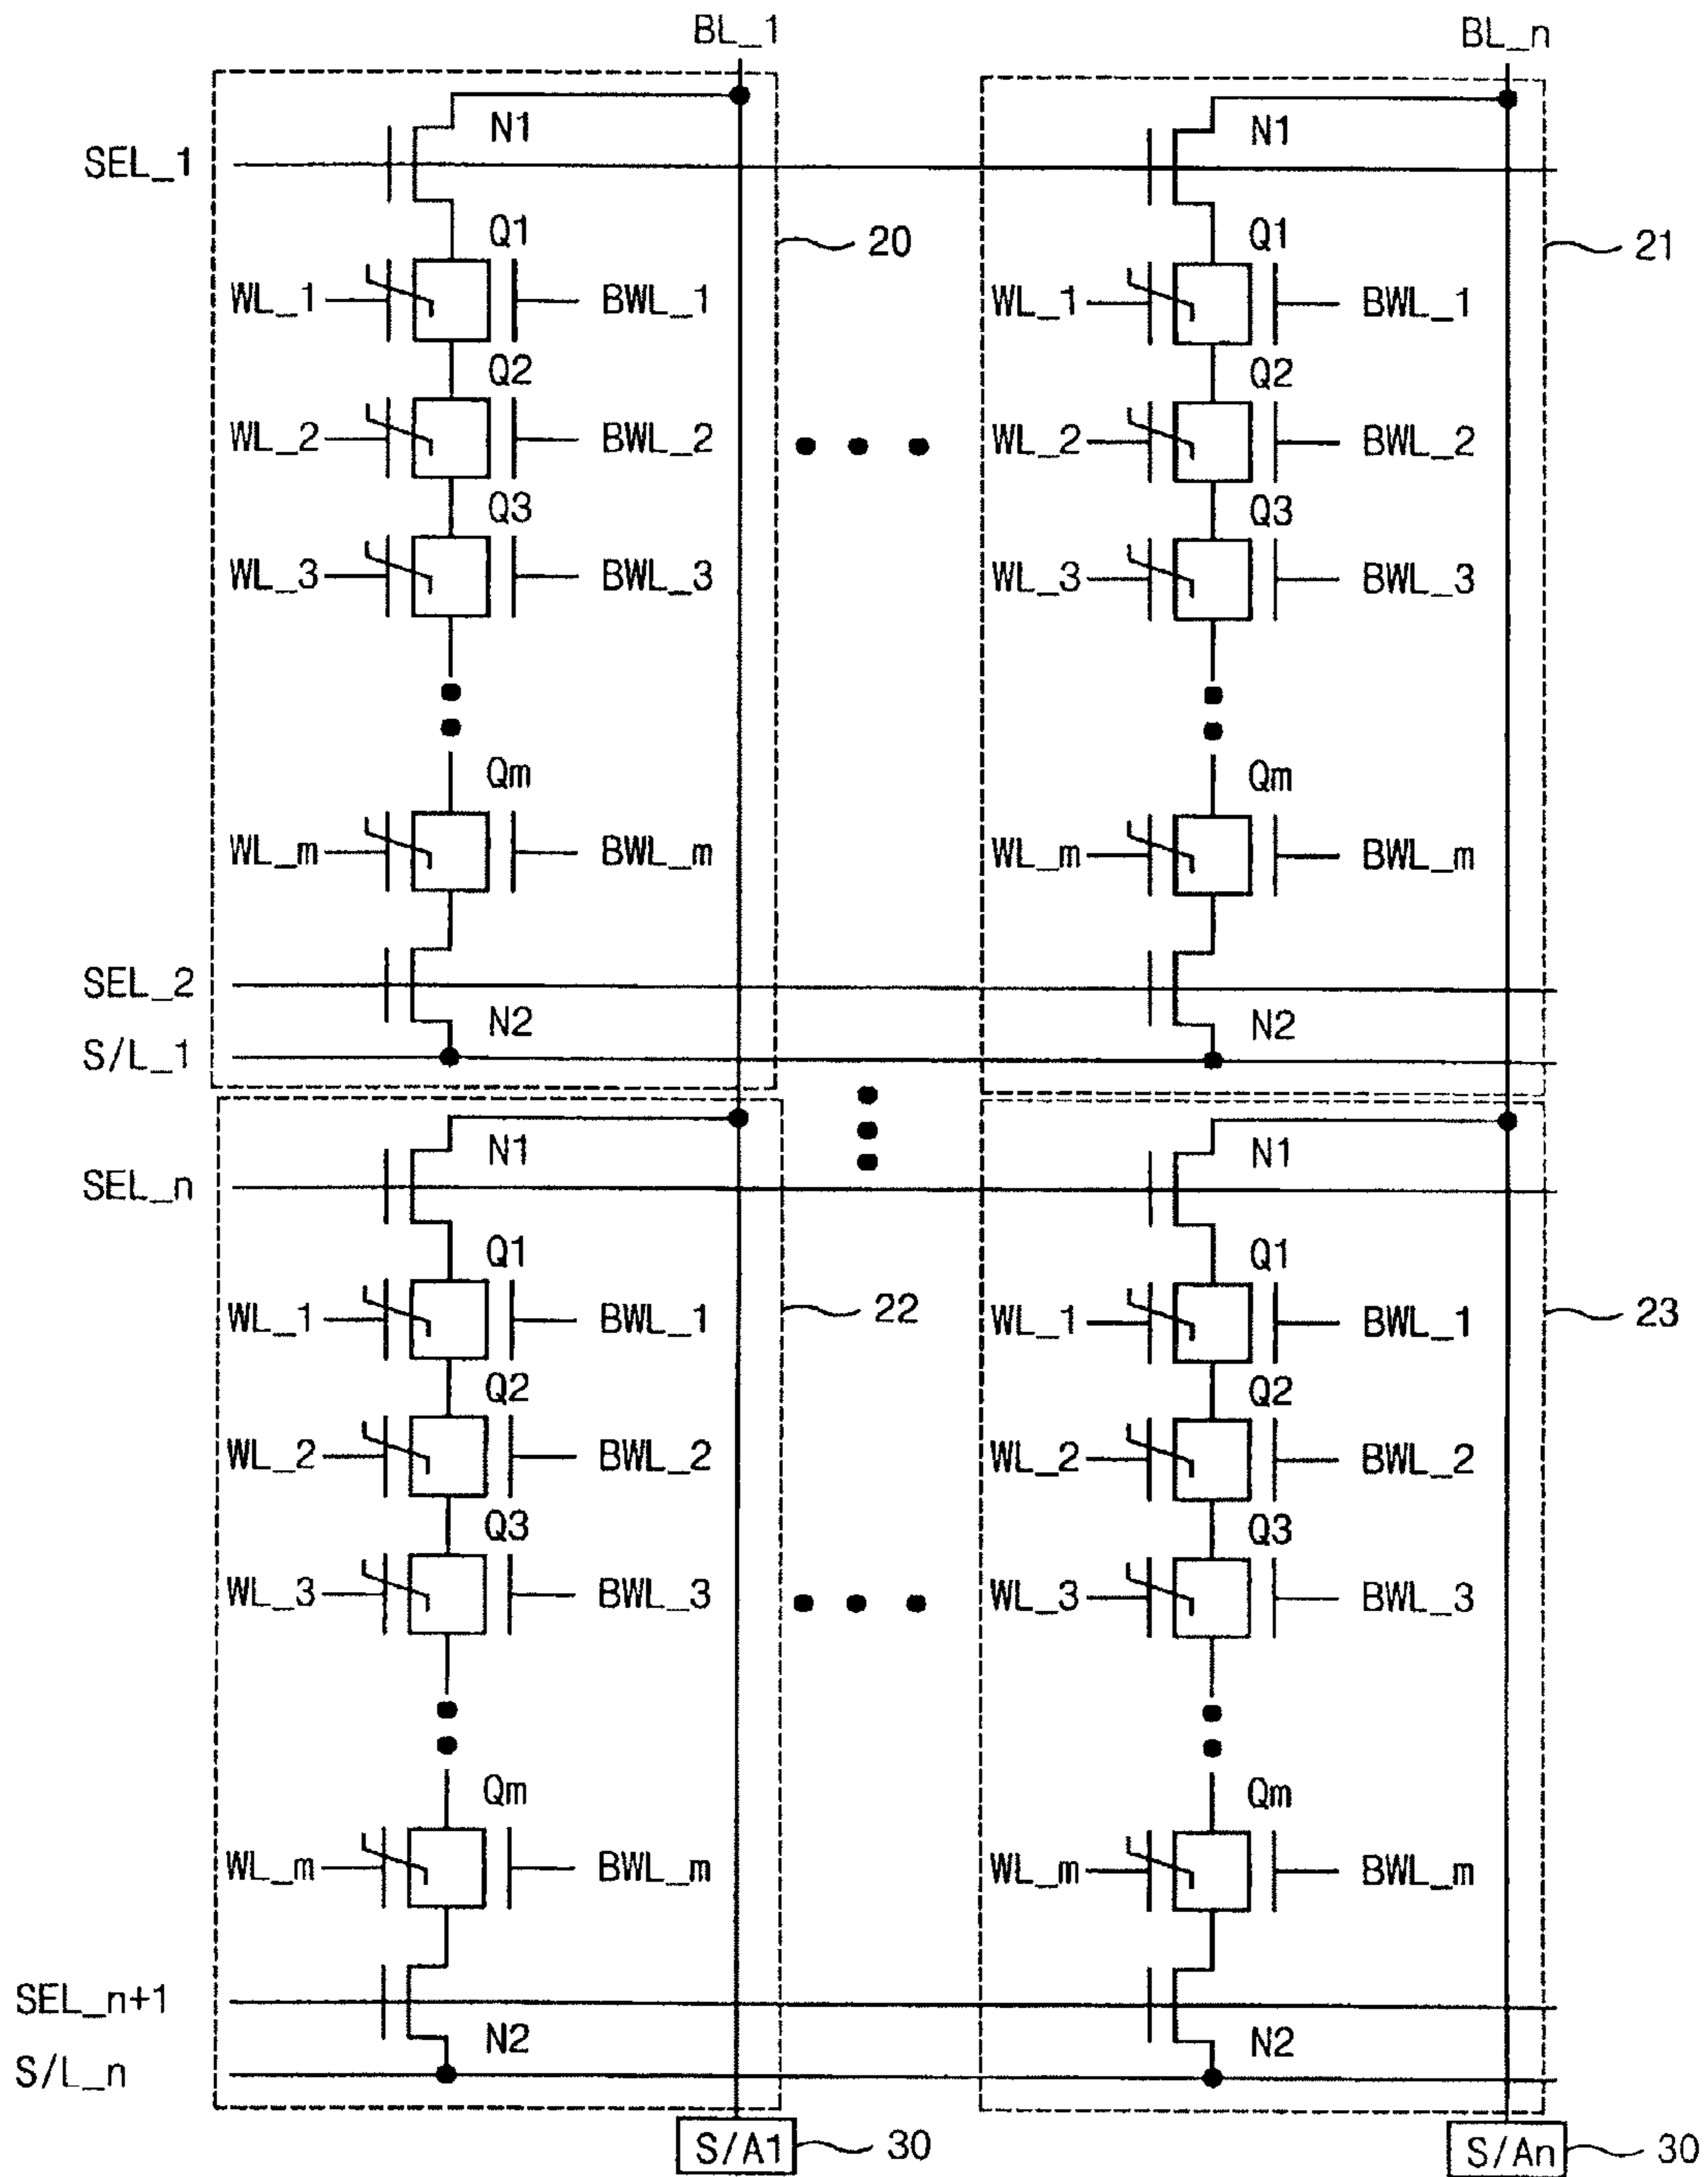 BL_1 BL_n
N1 N1
SEL_1
Q1 20 Q1 21
WL_1 BWL_1 WL_1 BWL_1
Q2 Q2
WL_2 BWL_2 WL_2 BWL_2
Q3 Q3
WL_3 BWL_3 WL_3 BWL_3
Qm Qm
WL_m BWL_m WL_m BWL_m
SEL_2
N2 N2
S/L_1
N1 N1
SEL_n
Q1 Q1
WL_1 BWL_1 22 WL_1 BWL_1 23
Q2 Q2
WL_2 BWL_2 WL_2 BWL_2
Q3 Q3
WL_3 BWL_3 WL_3 BWL_3
Qm Qm
WL_m BWL_m WL_m BWL_m
SEL_n+1
N2 N2
S/L_n
S/A1 30 S/An 30